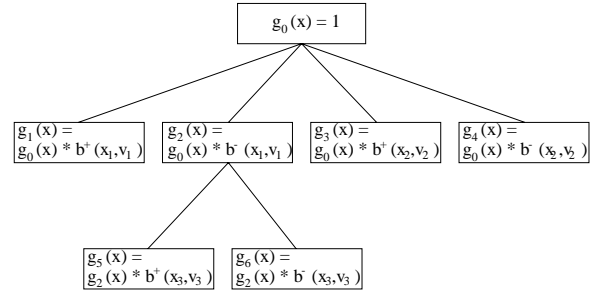 g₀(x) = 1
g₁(x) =
g₀(x) * b⁺(x₁,v₁)
g₂(x) =
g₀(x) * b⁻(x₁,v₁)
g₃(x) =
g₀(x) * b⁺(x₂,v₂)
g₄(x) =
g₀(x) * b⁻(x₂,v₂)
g₅(x) =
g₂(x) * b⁺(x₃,v₃)
g₆(x) =
g₂(x) * b⁻(x₃,v₃)